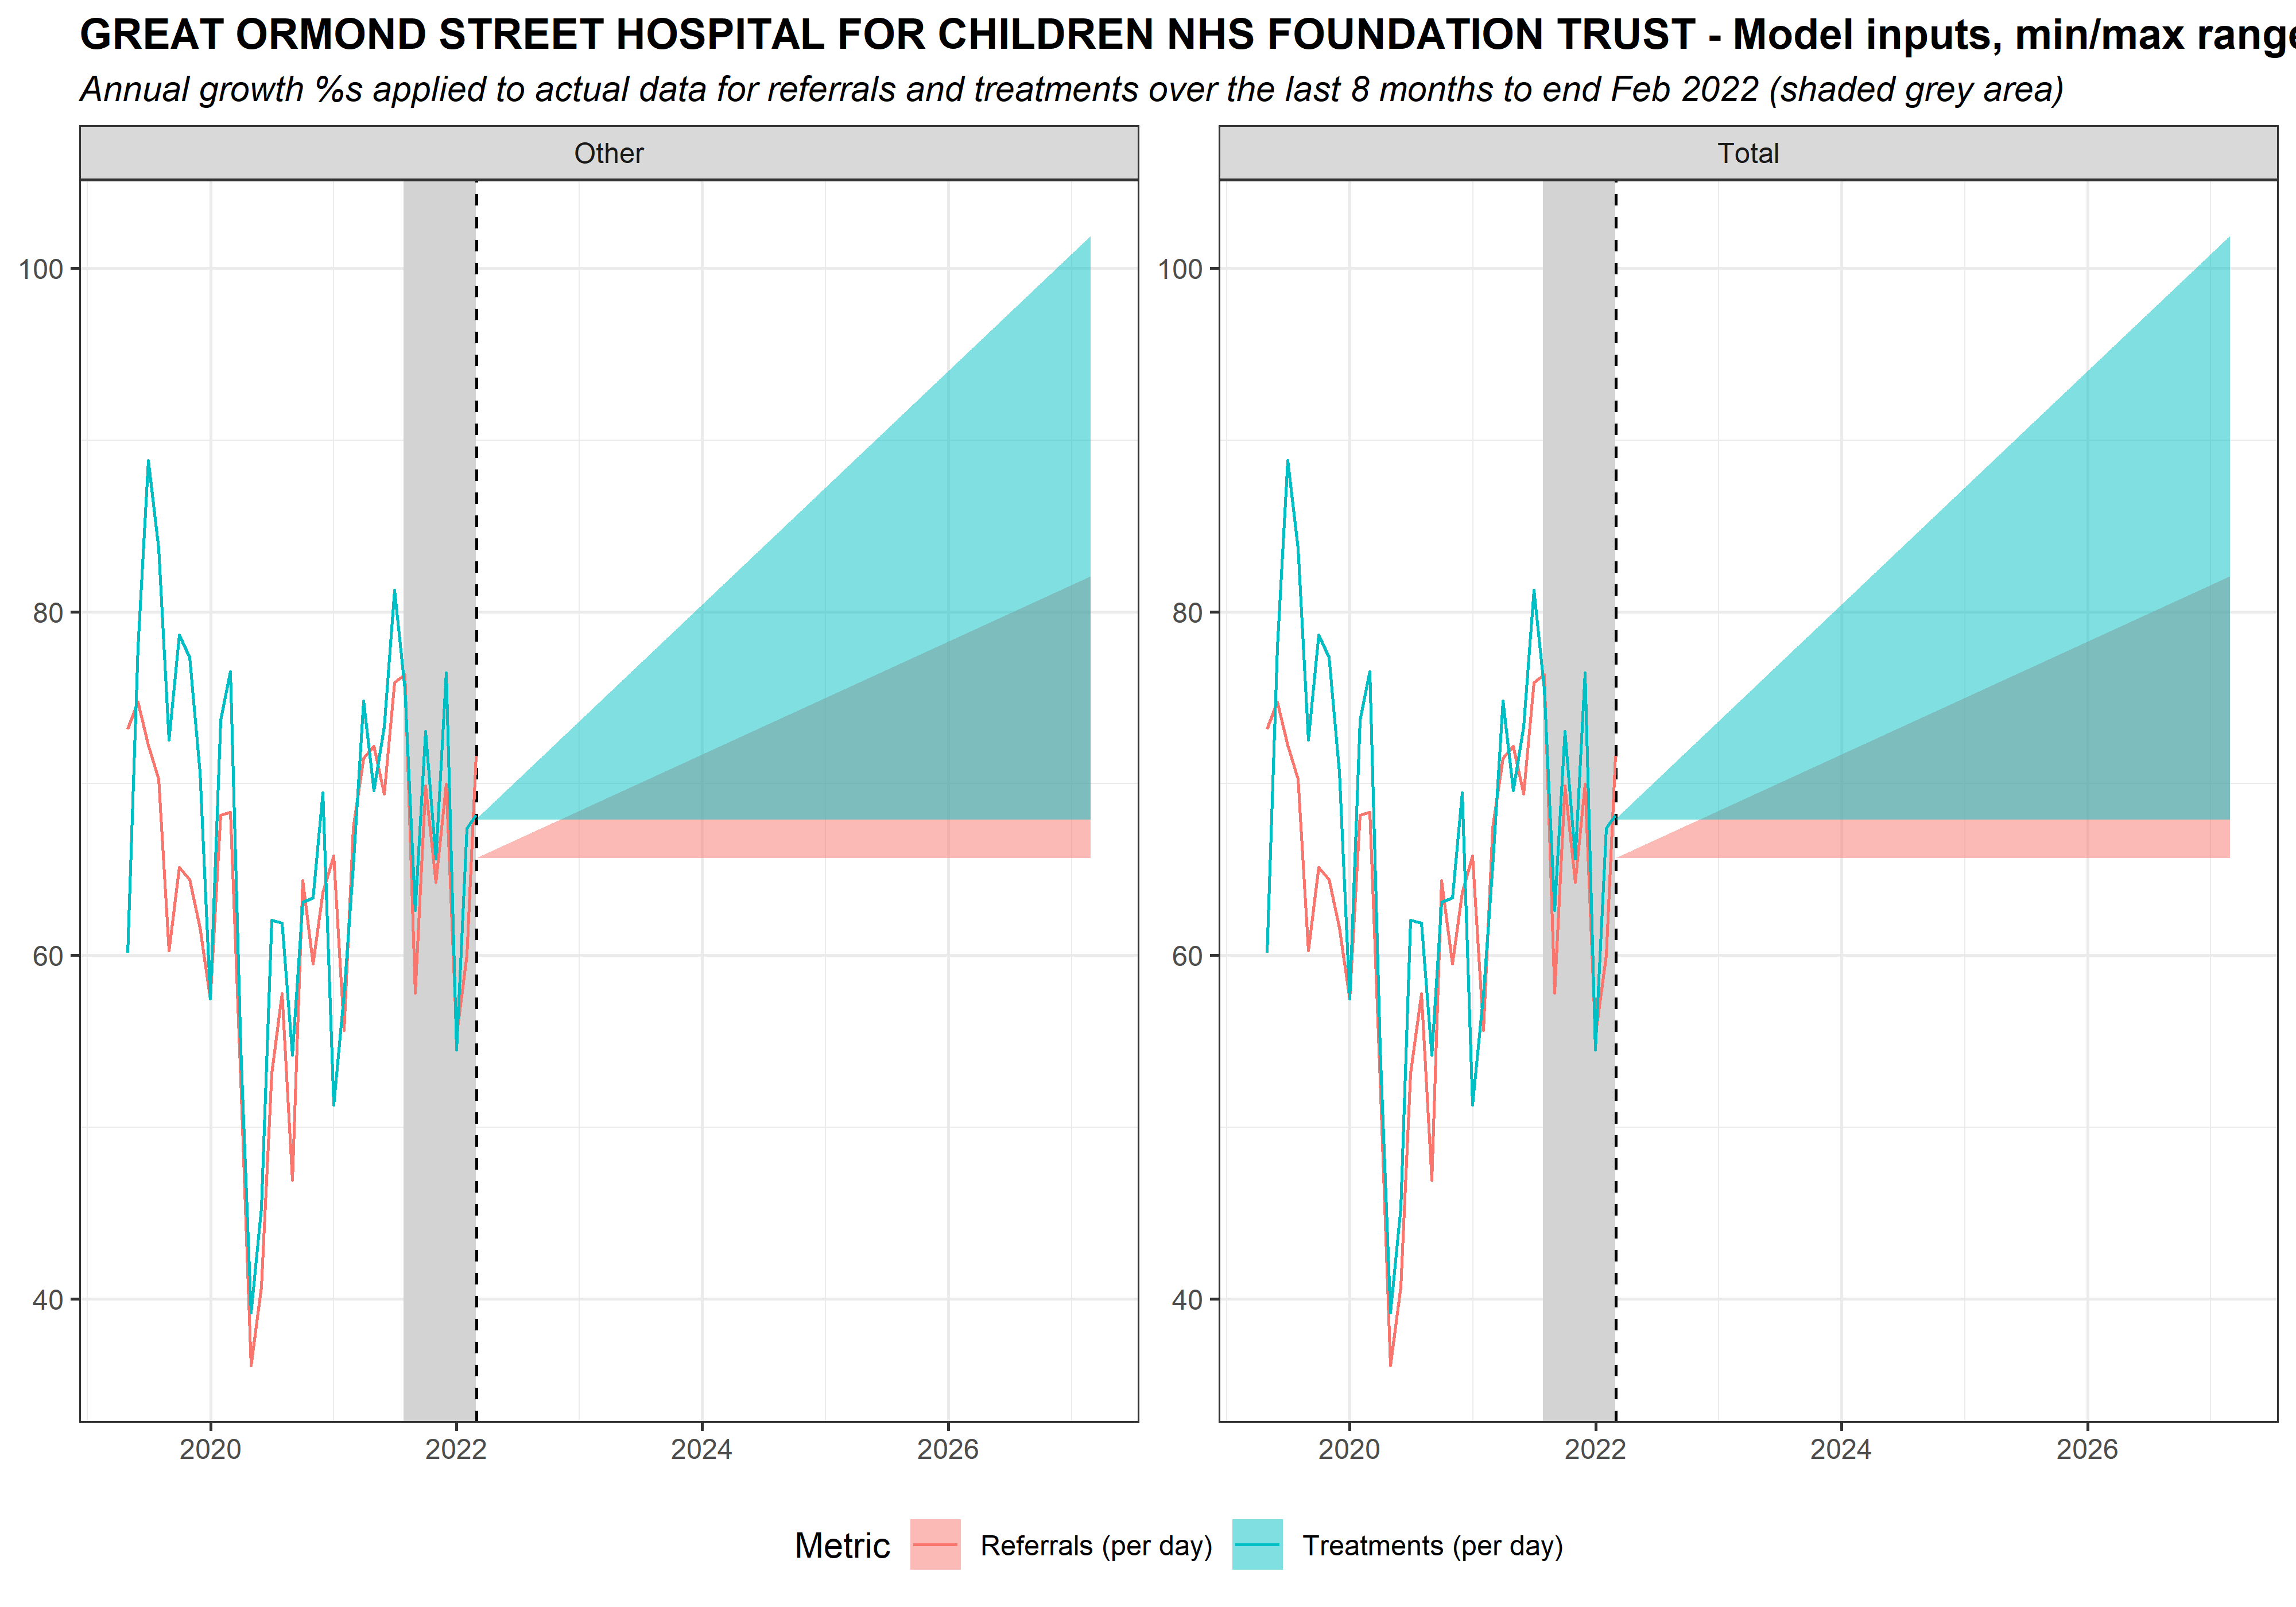 GREAT ORMOND STREET HOSPITAL FOR CHILDREN NHS FOUNDATION TRUST - Model inputs, min/max range
Annual growth %s applied to actual data for referrals and treatments over the last 8 months to end Feb 2022 (shaded grey area)
Other Total
100 100
80 80
60 60
40 40
2020 2022 2024 2026 2020 2022 2024 2026
Metric Referrals (per day) Treatments (per day)